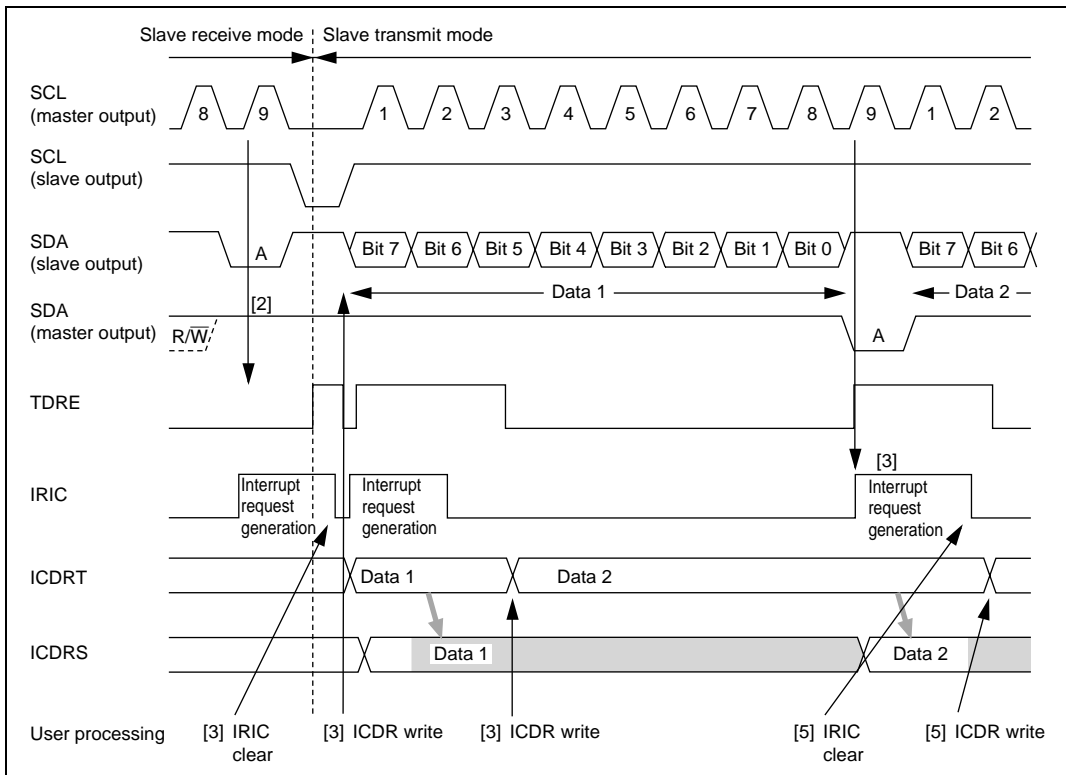 Slave receive mode Slave transmit mode
SCL
(master output)
8 9 1 2 3 4 5 6 7 8 9 1 2
SCL
(slave output)
SDA
(slave output)
A Bit 7 Bit 6 Bit 5 Bit 4 Bit 3 Bit 2 Bit 1 Bit 0 Bit 7 Bit 6
Data 1 Data 2
SDA
(master output)
[2]
R/W̅ A
TDRE
[3]
IRIC
Interrupt request generation
Interrupt request generation
Interrupt request generation
ICDRT
Data 1 Data 2
ICDRS
Data 1 Data 2
User processing
[3] IRIC clear
[3] ICDR write
[3] ICDR write
[5] IRIC clear
[5] ICDR write